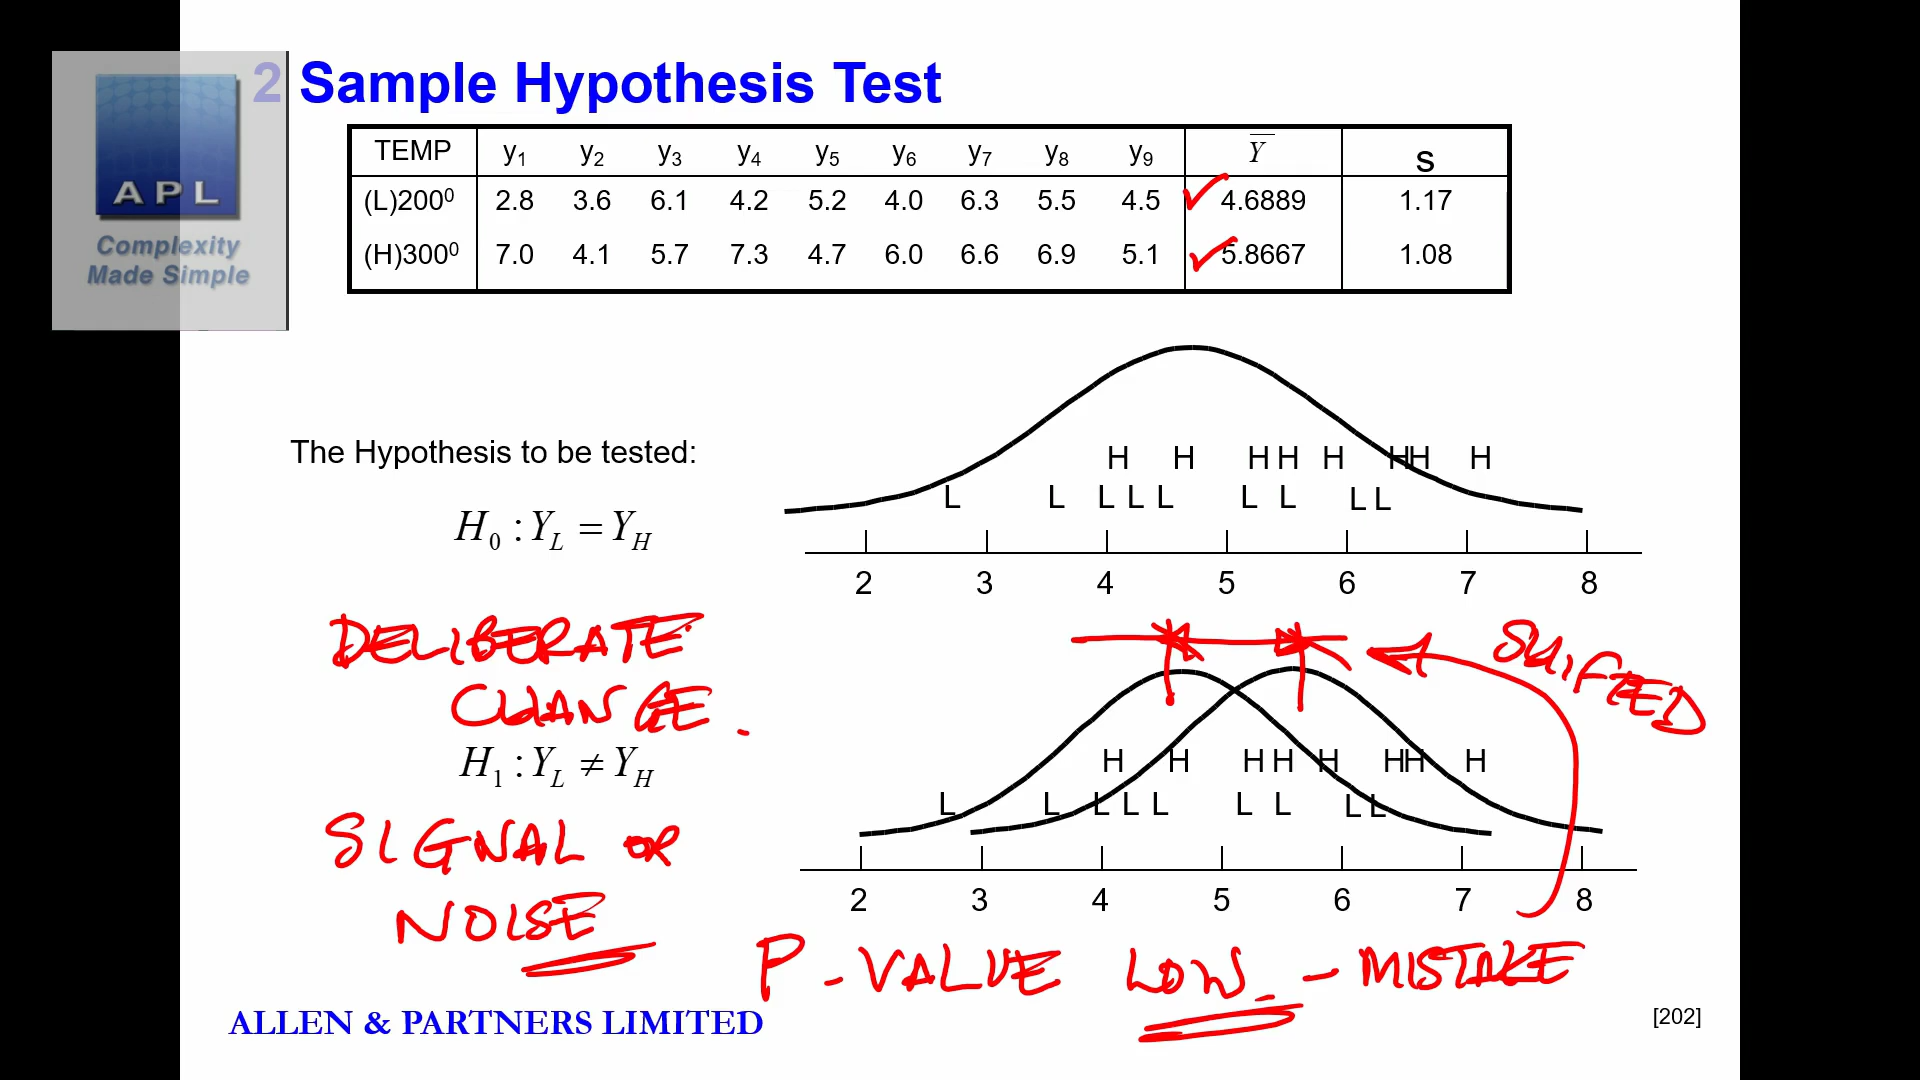 2 Sample Hypothesis Test
TEMP y1 y2 y3 y4 y5 y6 y7 y8 y9 Y S
(L)200⁰ 2.8 3.6 6.1 4.2 5.2 4.0 6.3 5.5 4.5 4.6889 1.17
(H)300⁰ 7.0 4.1 5.7 7.3 4.7 6.0 6.6 6.9 5.1 5.8667 1.08
APL
Complexity
Made Simple
The Hypothesis to be tested:
H H H H H H H H
L L L L L L L L L
H0 : YL = YH
2 3 4 5 6 7 8
DELIBERATE
CHANGE.
SHIFTED
H1 : YL ≠ YH
H H H H H H H H
L L L L L L L L L
SIGNAL OR
NOISE
2 3 4 5 6 7 8
P-VALUE LOW - MISTAKE
ALLEN & PARTNERS LIMITED
[202]